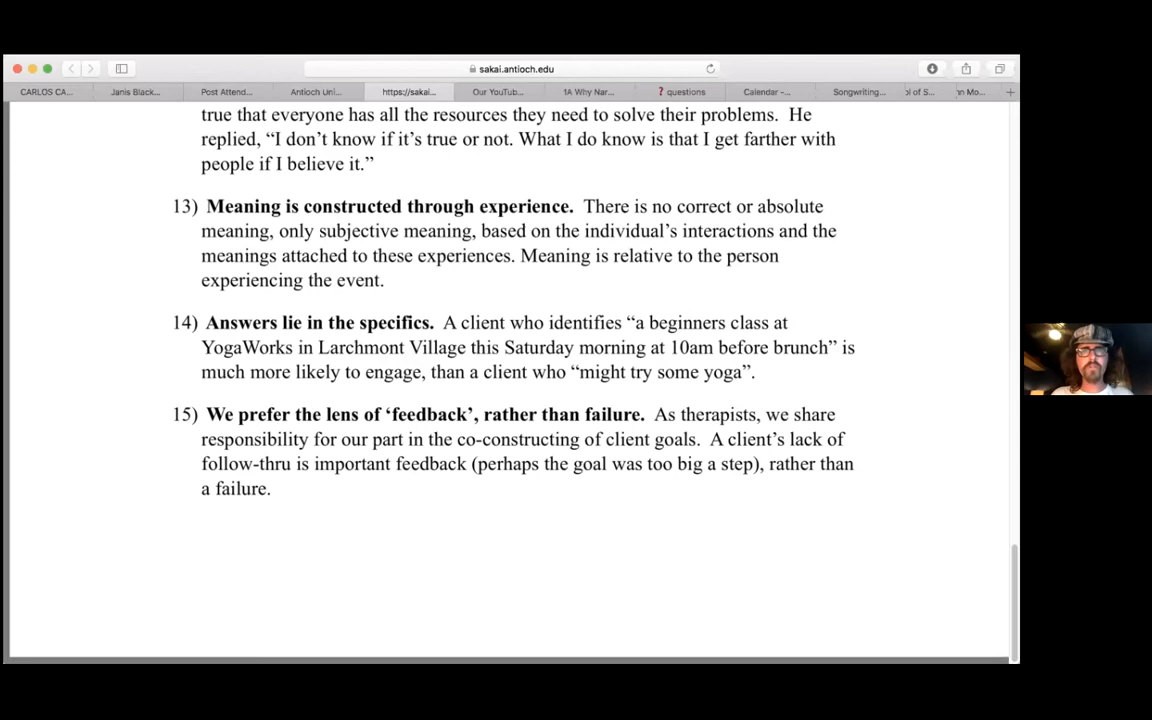 sakai.antioch.edu
CARLOS CA... Janis Black... Post Attend... Antioch Uni... https://sakai... Our YouTub... 1A Why Nar... ❓questions Calendar -... Songwriting... of S... Mo...
true that everyone has all the resources they need to solve their problems. He
replied, “I don’t know if it’s true or not. What I do know is that I get farther with
people if I believe it.”
13) Meaning is constructed through experience. There is no correct or absolute
meaning, only subjective meaning, based on the individual’s interactions and the
meanings attached to these experiences. Meaning is relative to the person
experiencing the event.
14) Answers lie in the specifics. A client who identifies “a beginners class at
YogaWorks in Larchmont Village this Saturday morning at 10am before brunch” is
much more likely to engage, than a client who “might try some yoga”.
15) We prefer the lens of ‘feedback’, rather than failure. As therapists, we share
responsibility for our part in the co-constructing of client goals. A client’s lack of
follow-thru is important feedback (perhaps the goal was too big a step), rather than
a failure.